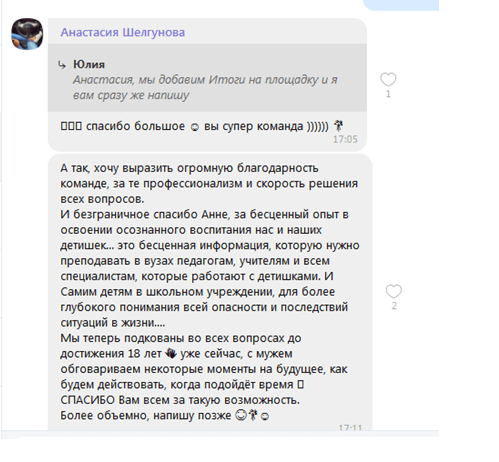 Анастасия Шелгунова
Юлия
Анастасия, мы добавим Итоги на площадку и я
вам сразу же напишу
спасибо большое ☺ вы супер команда ))))))
17:05
1
А так, хочу выразить огромную благодарность
команде, за те профессионализм и скорость решения
всех вопросов.
И безграничное спасибо Анне, за бесценный опыт в
освоении осознанного воспитания нас и наших
детишек... это бесценная информация, которую нужно
преподавать в вузах педагогам, учителям и всем
специалистам, которые работают с детишками. И
Самим детям в школьном учреждении, для более
глубокого понимания всей опасности и последствий
ситуаций в жизни....
Мы теперь подкованы во всех вопросах до
достижения 18 лет уже сейчас, с мужем
обговариваем некоторые моменты на будущее, как
будем действовать, когда подойдёт время
СПАСИБО Вам всем за такую возможность.
Более объемно, напишу позже
2
17:11